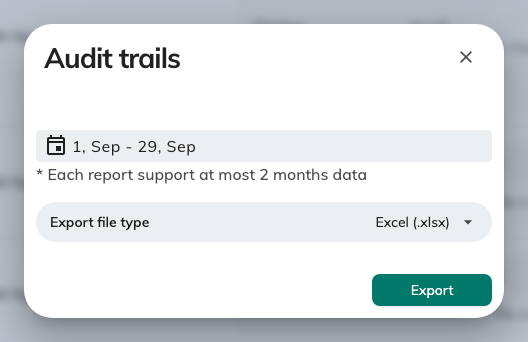 Audit trails
1, Sep - 29, Sep
* Each report support at most 2 months data
Export file type
Excel (.xlsx)
Export